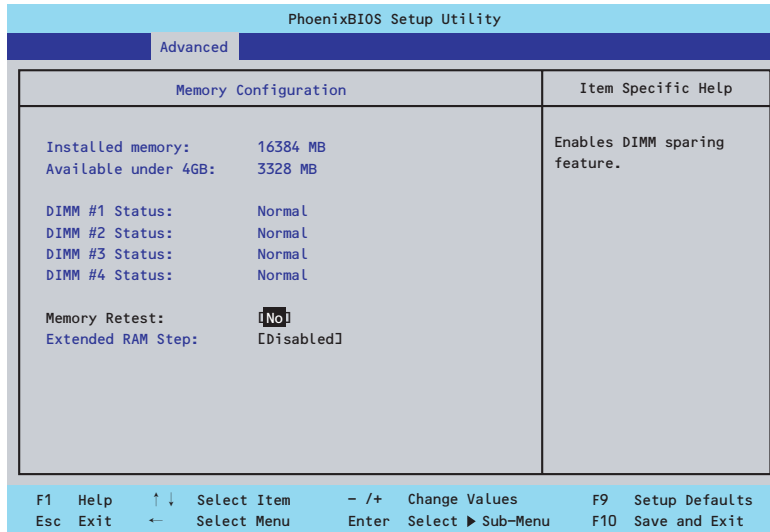 PhoenixBIOS Setup Utility
Advanced
Memory Configuration
Item Specific Help
Installed memory: 16384 MB
Available under 4GB: 3328 MB
DIMM #1 Status: Normal
DIMM #2 Status: Normal
DIMM #3 Status: Normal
DIMM #4 Status: Normal
Memory Retest: [No]
Extended RAM Step: [Disabled]
Enables DIMM sparing
feature.
F1 Help ↑↓ Select Item - /+ Change Values F9 Setup Defaults
Esc Exit ← Select Menu Enter Select ▶ Sub-Menu F10 Save and Exit